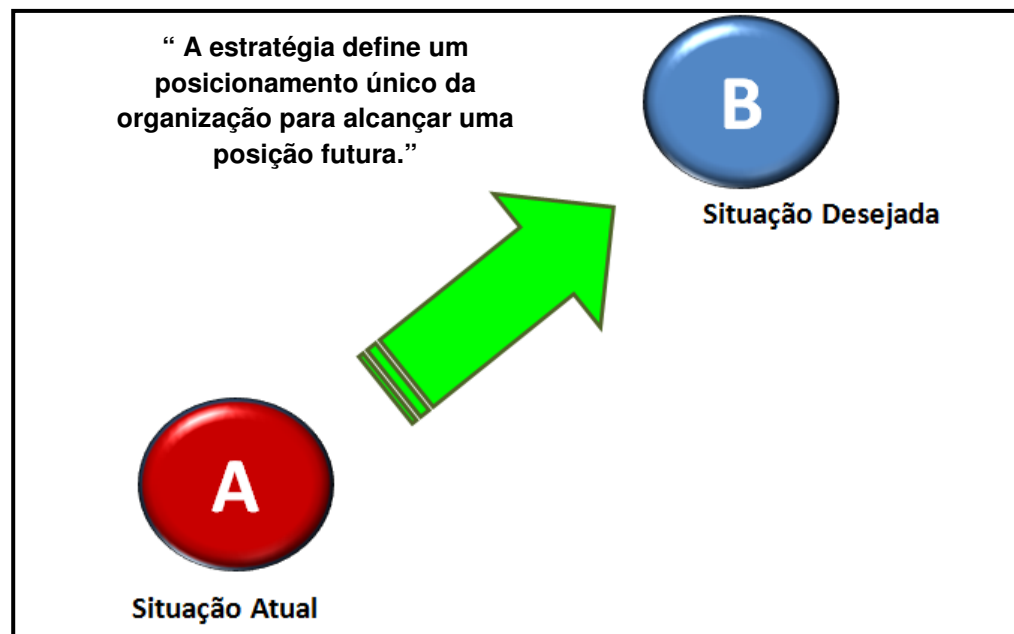 “ A estratégia define um
posicionamento único da
organização para alcançar uma
posição futura.”
B
Situação Desejada
A
Situação Atual